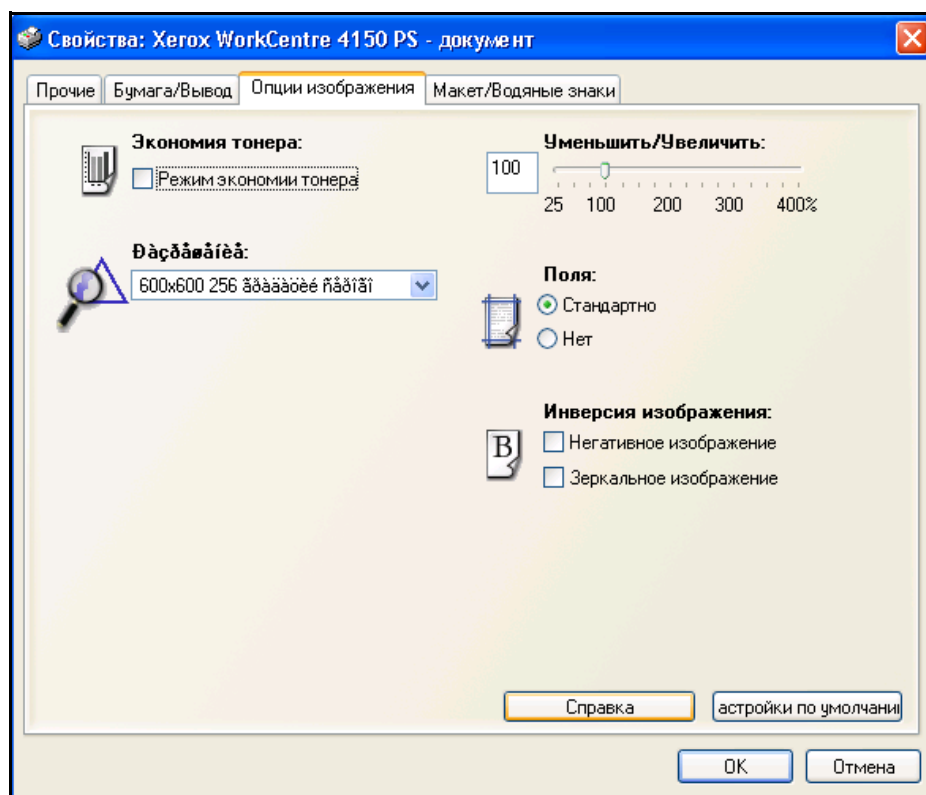 Свойства: Xerox WorkCentre 4150 PS - документ
Прочие Бумага/Вывод Опции изображения Макет/Водяные знаки
Экономия тонера:
Режим экономии тонера
Ðàçðåøåíèå:
600x600 256 ãðàäàöèé ñåðîãî
Уменьшить/Увеличить:
100
25 100 200 300 400%
Поля:
Стандартно
Нет
Инверсия изображения:
B
Негативное изображение
Зеркальное изображение
Справка
астройки по умолчани
OK
Отмена